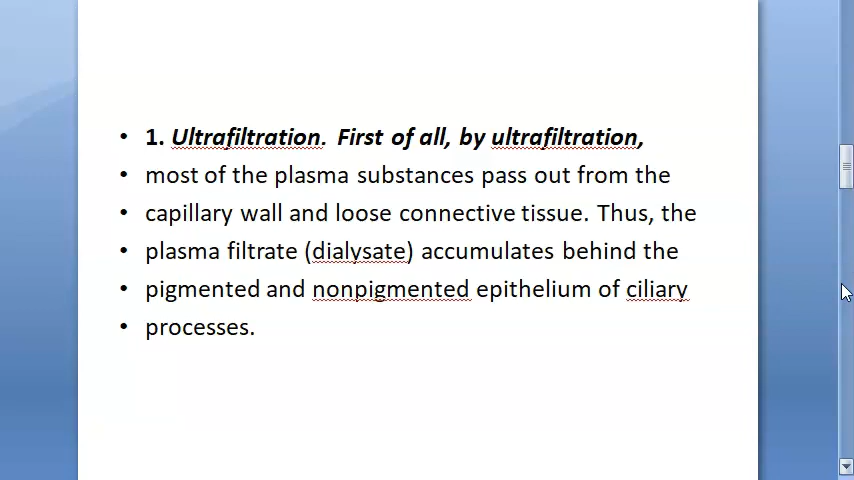 • 1. Ultrafiltration. First of all, by ultrafiltration,
• most of the plasma substances pass out from the
• capillary wall and loose connective tissue. Thus, the
• plasma filtrate (dialysate) accumulates behind the
• pigmented and nonpigmented epithelium of ciliary
• processes.